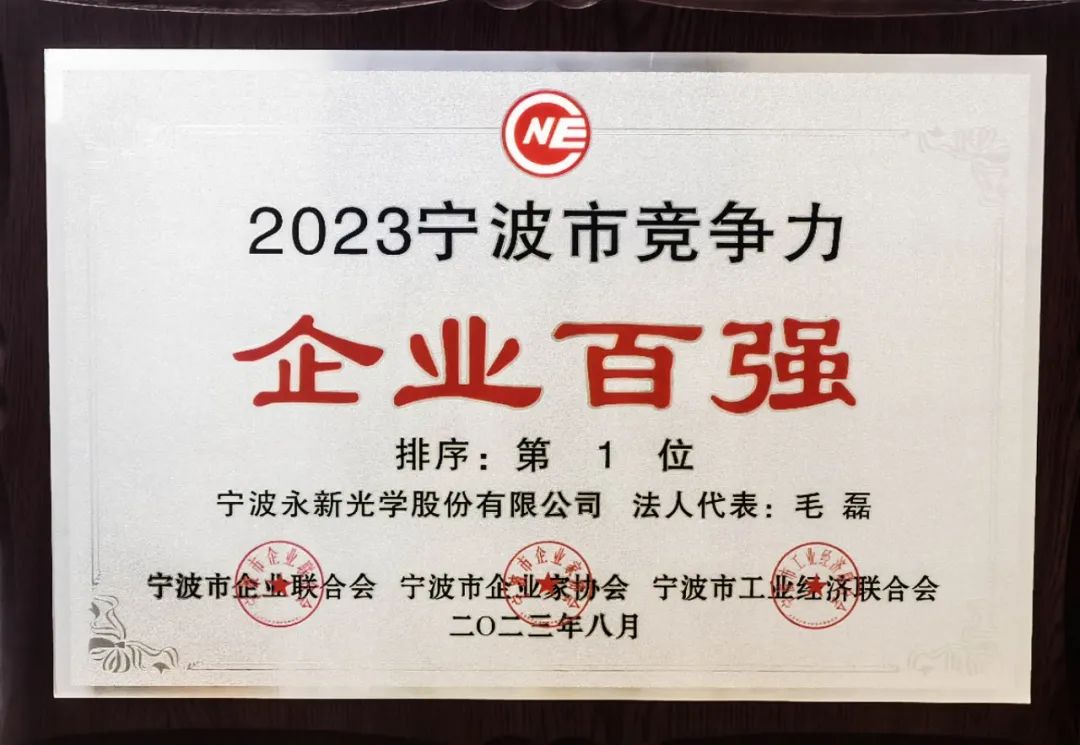 CNE
2023宁波市竞争力
企业百强
排序：第 1 位
宁波永新光学股份有限公司 法人代表：毛 磊
宁波市企业联合会 宁波市企业家协会 宁波市工业经济联合会
二〇二三年八月